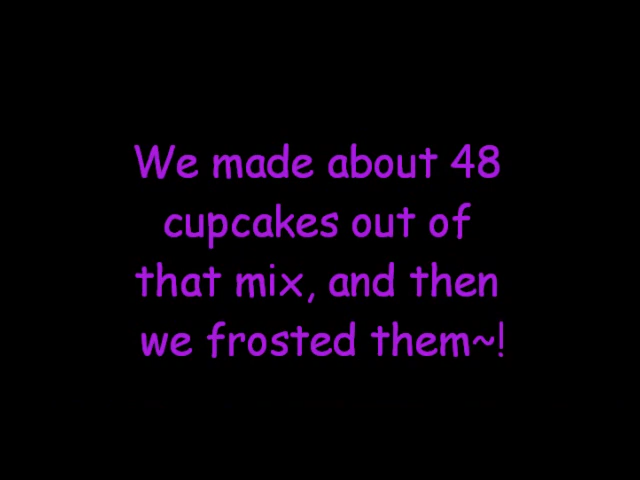 We made about 48
cupcakes out of
that mix, and then
we frosted them~!